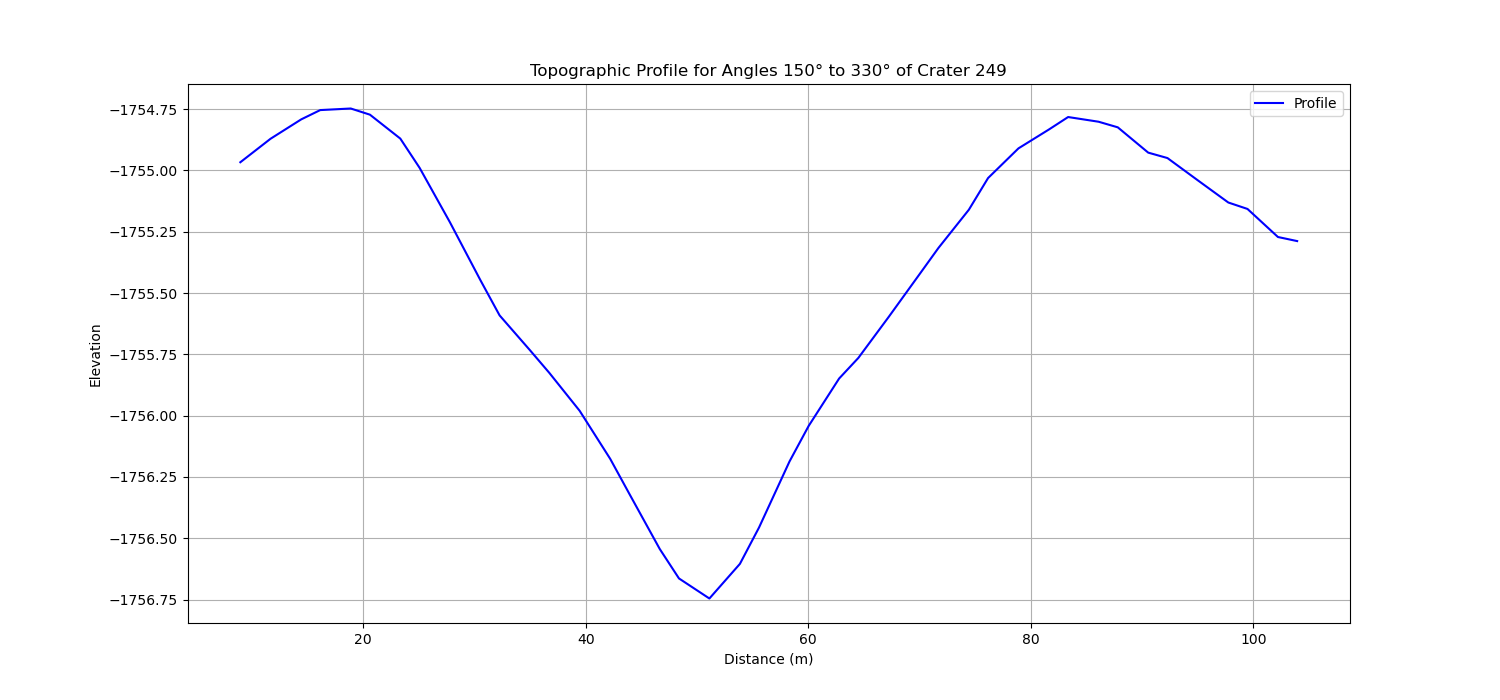 Topographic Profile for Angles 150° to 330° of Crater 249
Profile
−1754.75
−1755.00
−1755.25
−1755.50
−1755.75
−1756.00
−1756.25
−1756.50
−1756.75
Elevation
20 40 60 80 100
Distance (m)